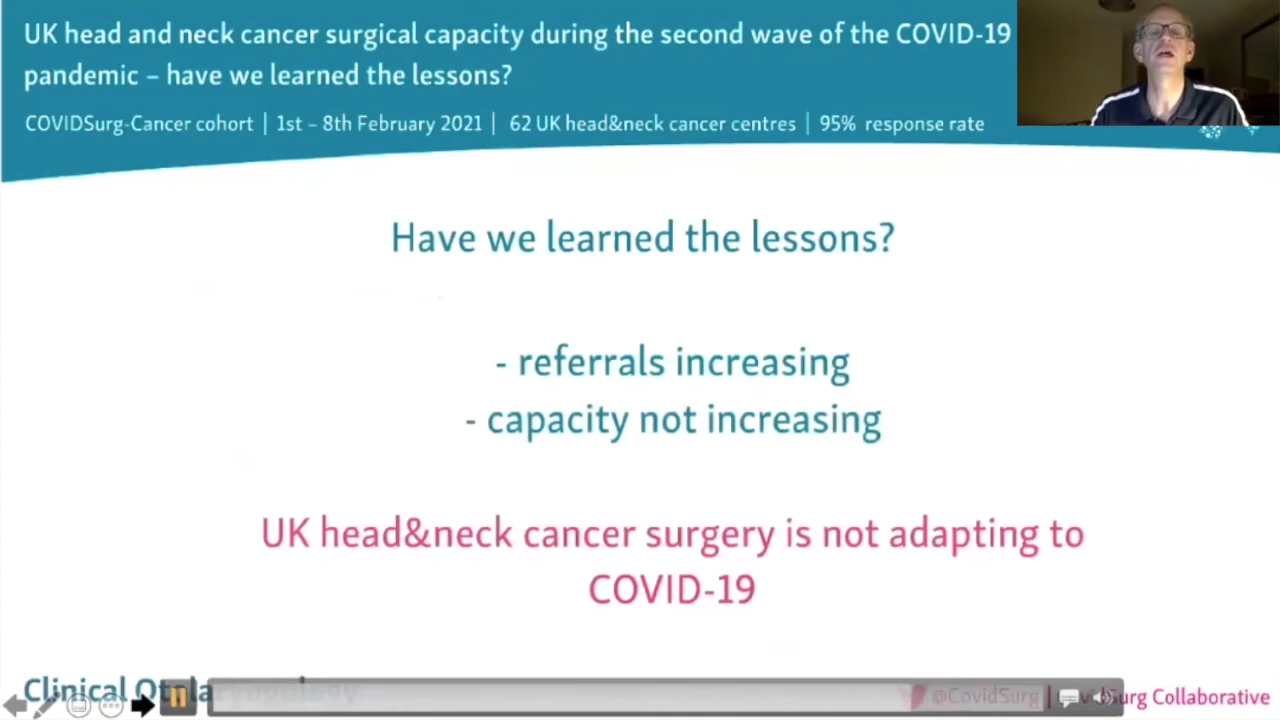 UK head and neck cancer surgical capacity during the second wave of the COVID-19
pandemic – have we learned the lessons?
COVIDSurg-Cancer cohort | 1st – 8th February 2021 | 62 UK head&neck cancer centres | 95% response rate
Have we learned the lessons?
- referrals increasing
- capacity not increasing
UK head&neck cancer surgery is not adapting to
COVID-19
Clinical
@CovidSurg | Surg Collaborative